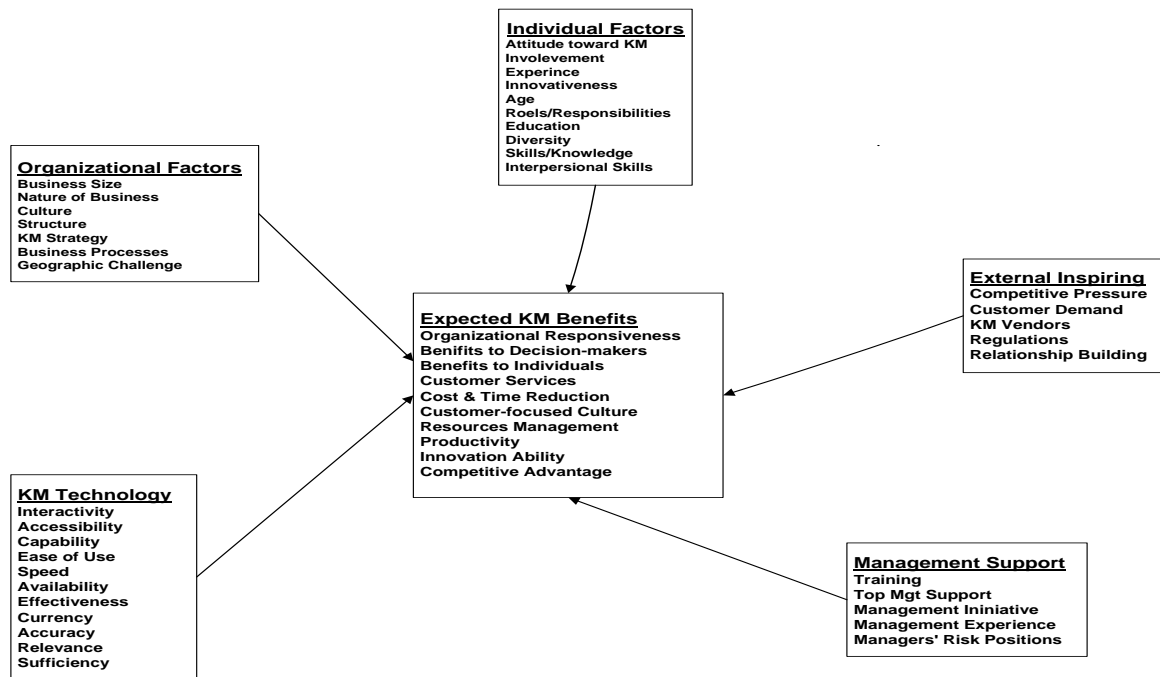 Individual Factors
Attitude toward KM
Involevement
Experince
Innovativeness
Age
Roels/Responsibilities
Education
Diversity
Skills/Knowledge
Interpersional Skills
Organizational Factors
Business Size
Nature of Business
Culture
Structure
KM Strategy
Business Processes
Geographic Challenge
External Inspiring
Competitive Pressure
Customer Demand
KM Vendors
Regulations
Relationship Building
Expected KM Benefits
Organizational Responsiveness
Benifits to Decision-makers
Benefits to Individuals
Customer Services
Cost & Time Reduction
Customer-focused Culture
Resources Management
Productivity
Innovation Ability
Competitive Advantage
KM Technology
Interactivity
Accessibility
Capability
Ease of Use
Speed
Availability
Effectiveness
Currency
Accuracy
Relevance
Sufficiency
Management Support
Training
Top Mgt Support
Management Ininiative
Management Experience
Managers' Risk Positions